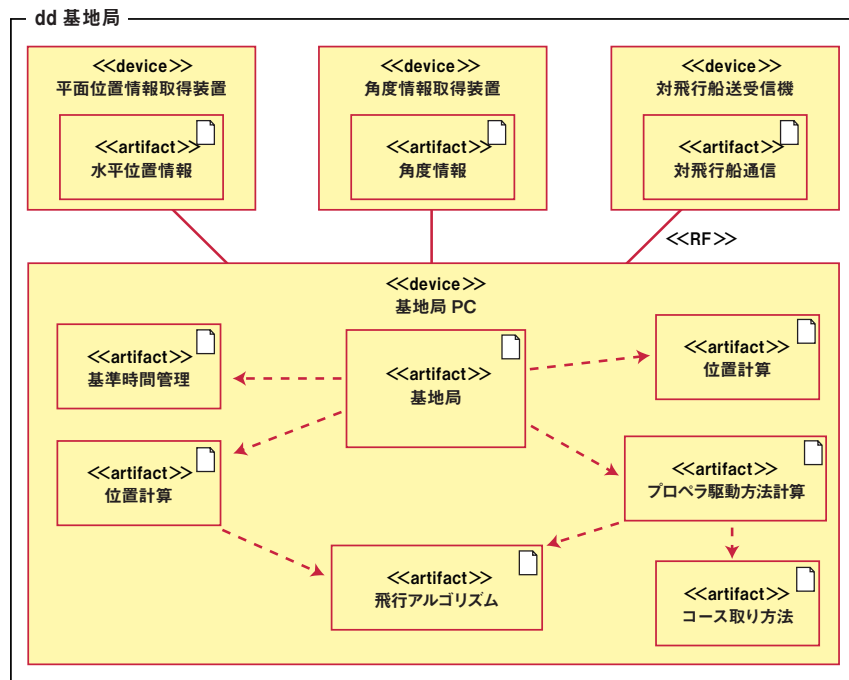 dd 基地局
<<device>>
平面位置情報取得装置
<<artifact>>
水平位置情報
<<device>>
角度情報取得装置
<<artifact>>
角度情報
<<device>>
対飛行船送受信機
<<artifact>>
対飛行船通信
<<RF>>
<<device>>
基地局 PC
<<artifact>>
基準時間管理
<<artifact>>
基地局
<<artifact>>
位置計算
<<artifact>>
位置計算
<<artifact>>
プロペラ駆動方法計算
<<artifact>>
飛行アルゴリズム
<<artifact>>
コース取り方法